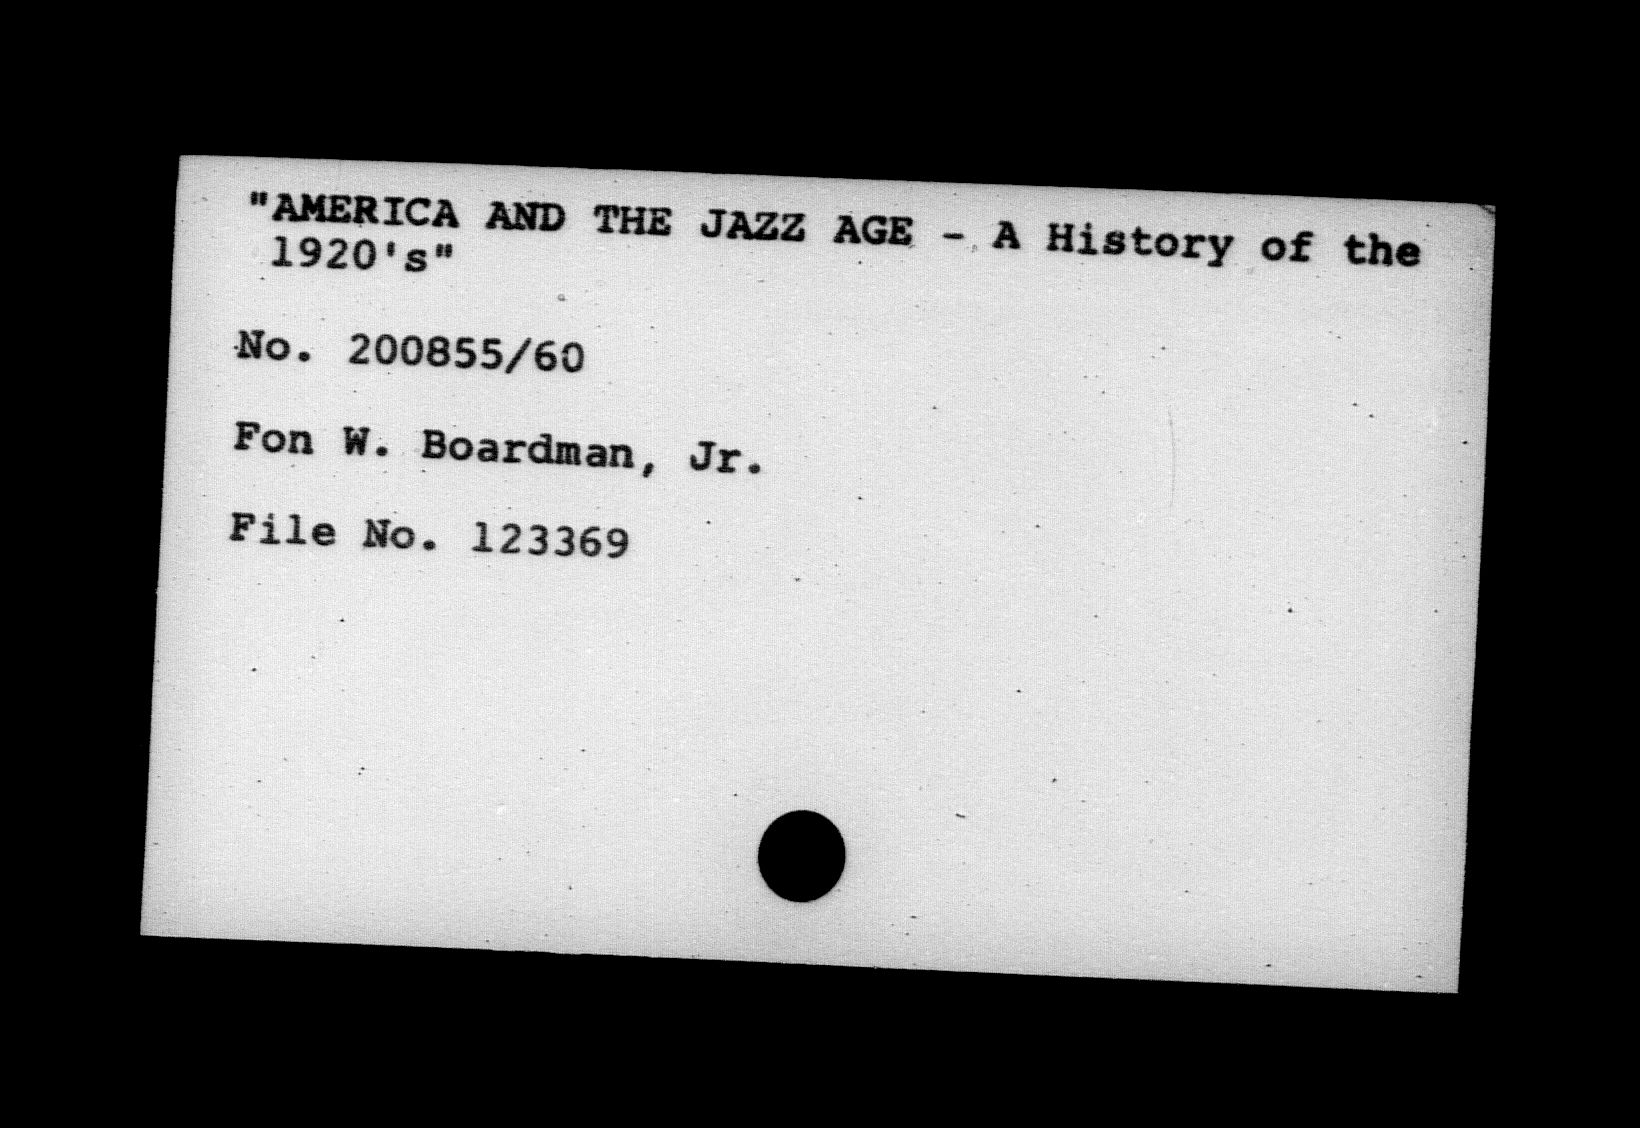 "AMERICA AND THE JAZZ AGE - A History of the
1920's"
No. 200855/60
Fon W. Boardman, Jr.
File No. 123369